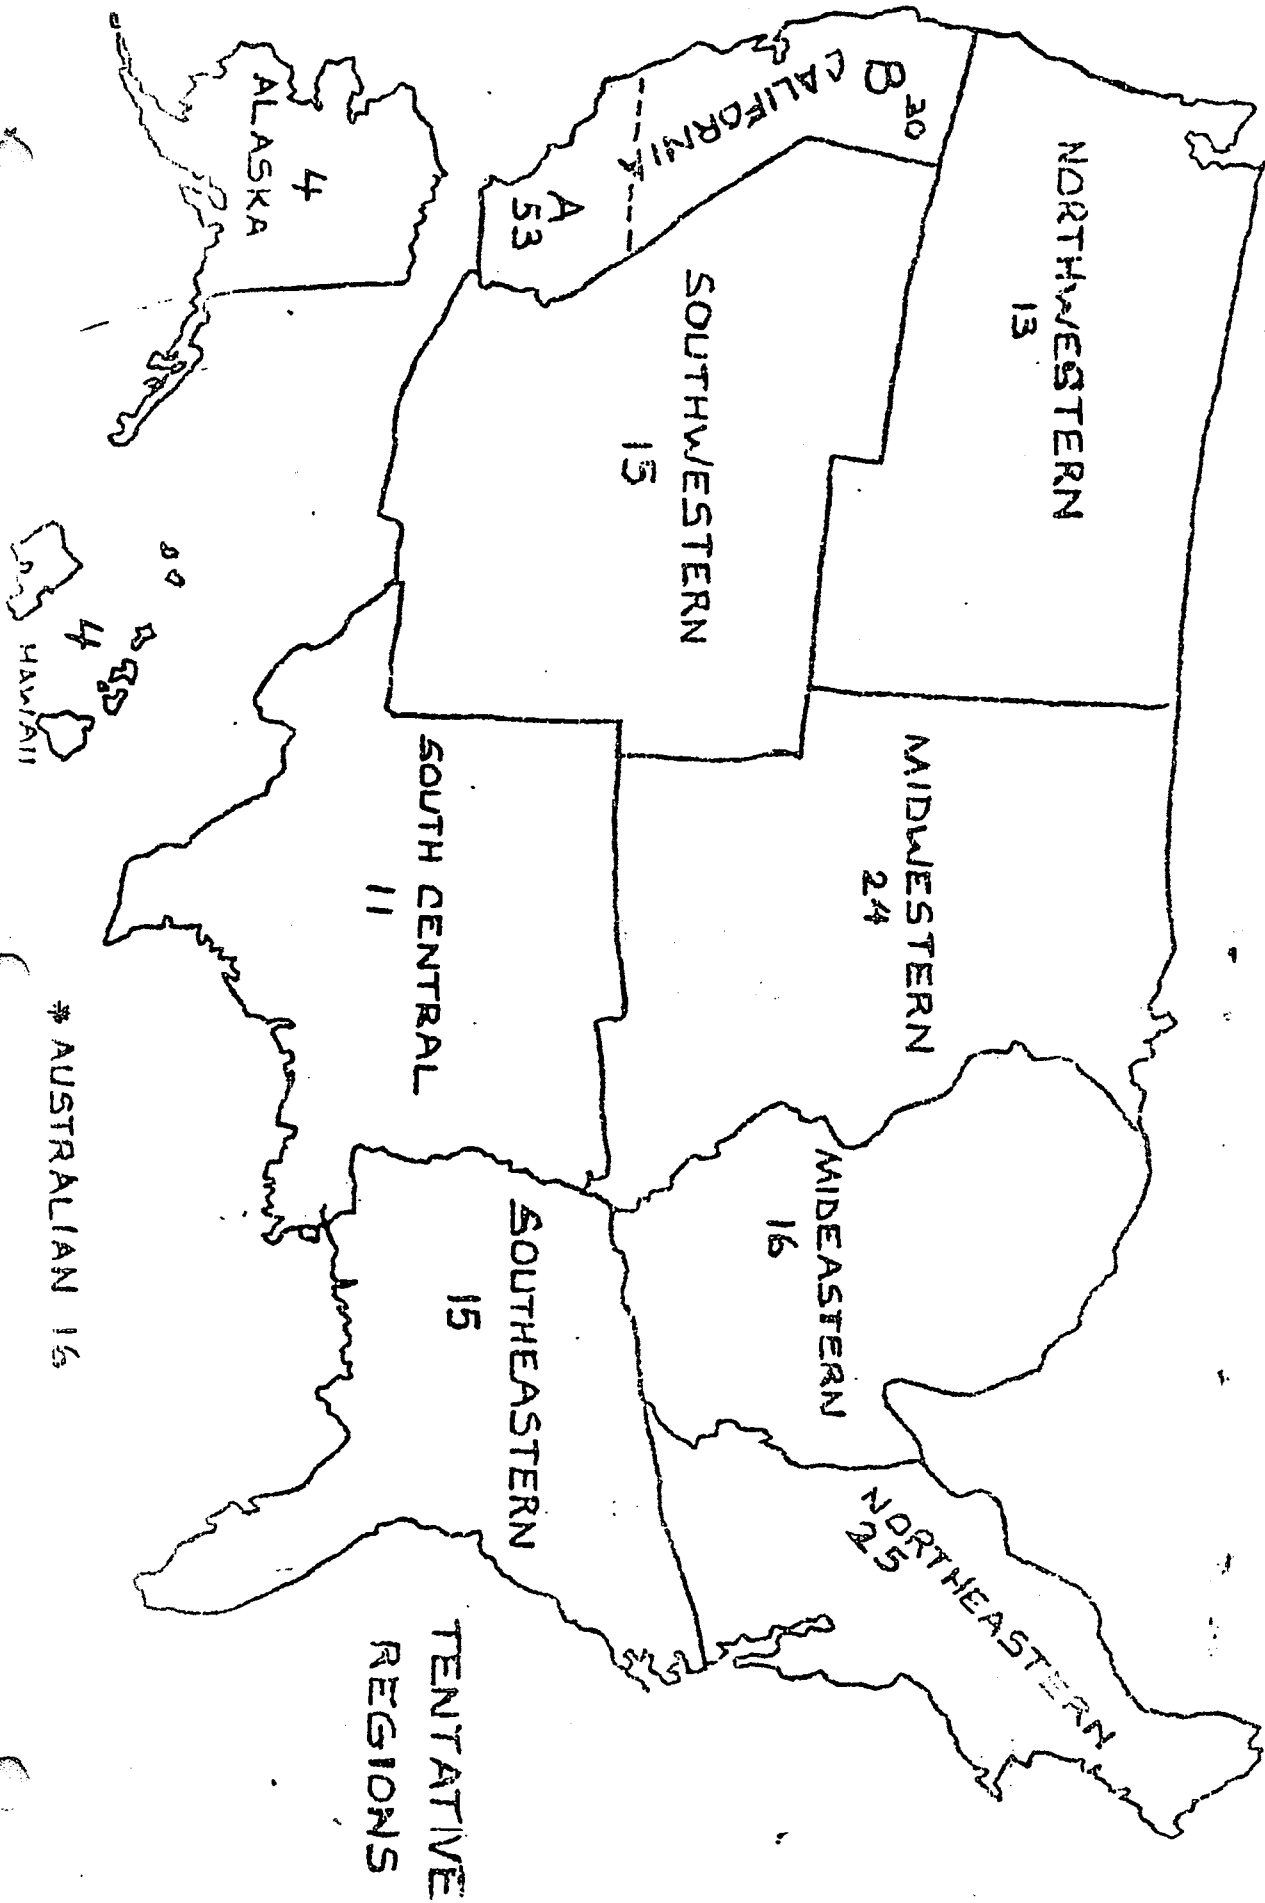 NORTHWESTERN
13
B 30
CALIFORNIA
A
53
SOUTHWESTERN
15
MIDWESTERN
24
MIDEASTERN
16
NORTHEASTERN
25
SOUTH CENTRAL
11
SOUTHEASTERN
15
ALASKA
4
4
HAWAII
* AUSTRALIAN 16
TENTATIVE
REGIONS